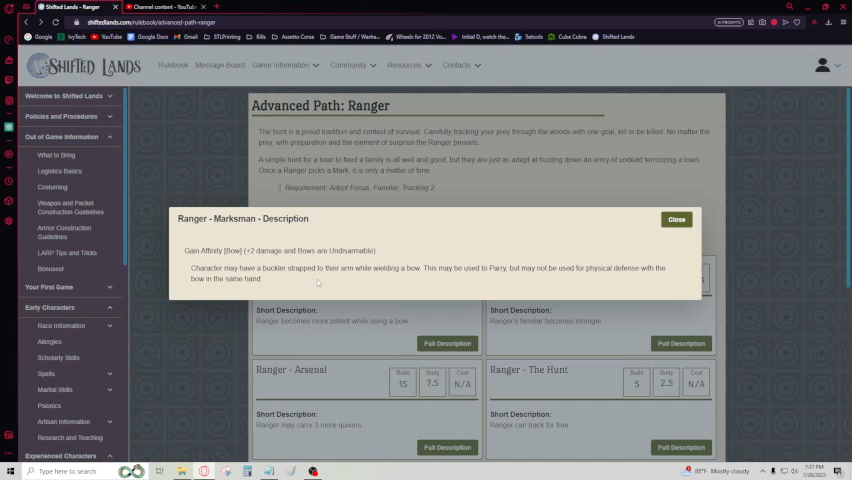 Shifted Lands - Ranger
Channel content - YouTube
shiftedlands.com/rulebook/advanced-path-ranger
AI PROMPTS
Google
IvyTech
YouTube
Google Docs
Gmail
STLPrinting
Bills
Assetto Corsa
Game Stuff / Warha...
Wheels for 2012 Vo...
Initial D, watch the...
5etools
Cube Cobra
Shifted Lands
SHIFTED LANDS
Rulebook
Message Board
Game Information
Community
Resources
Contacts
Welcome to Shifted Lands
Policies and Procedures
Out of Game Information
What to Bring
Logistics Basics
Costuming
Weapon and Packet
Construction Guidelines
Armor Construction
Guidelines
LARP Tips and Tricks
Bonuses!
Your First Game
Early Characters
Race Information
Allergies
Scholarly Skills
Spells
Martial Skills
Psionics
Artisan Information
Research and Teaching
Experienced Characters
Advanced Path: Ranger
The hunt is a proud tradition and contest of survival. Carefully tracking your prey through the woods with one goal, kill or be killed. No matter the
prey, with preparation and the element of surprise the Ranger prevails.
A simple hunt for a boar to feed a family is all well and good, but they are just as adept at hunting down an army of undead terrorizing a town.
Once a Ranger picks a Mark, it is only a matter of time.
Requirement: Adept Focus, Familiar, Tracking 2
Ranger - Marksman - Description
Close
Gain Affinity [Bow] (+2 damage and Bows are Undisarmable)
Character may have a buckler strapped to their arm while wielding a bow. This may be used to Parry, but may not be used for physical defense with the
bow in the same hand.
Short Description:
Ranger becomes more potent while using a bow.
Full Description
Short Description:
Ranger's familiar becomes stronger.
Full Description
Ranger - Arsenal
Build
15
Body
7.5
Cost
N/A
Short Description:
Ranger may carry 3 more quivers.
Full Description
Ranger - The Hunt
Build
5
Body
2.5
Cost
N/A
Short Description:
Ranger can track for free.
Full Description
Type here to search
88°F Mostly cloudy
7:37 PM
7/26/2023